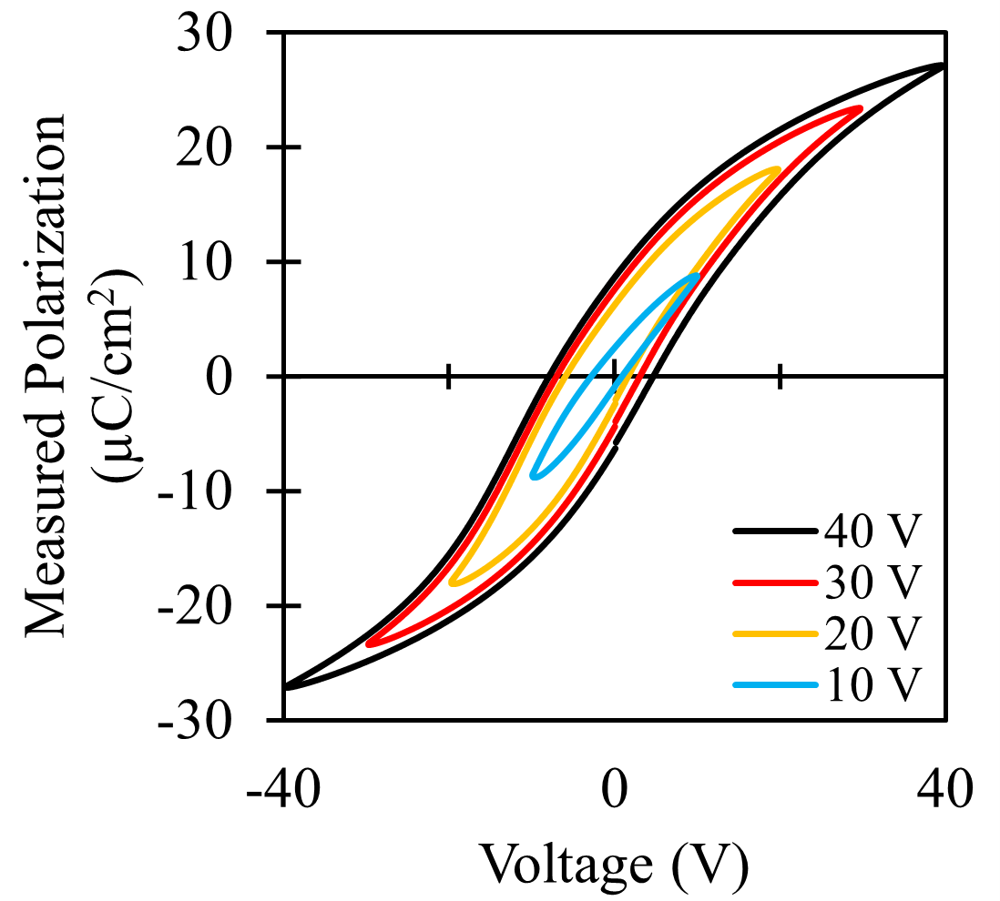 30
20
10
0
-10
-20
-30
Measured Polarization
(µC/cm²)
40 V
30 V
20 V
10 V
-40
0
40
Voltage (V)